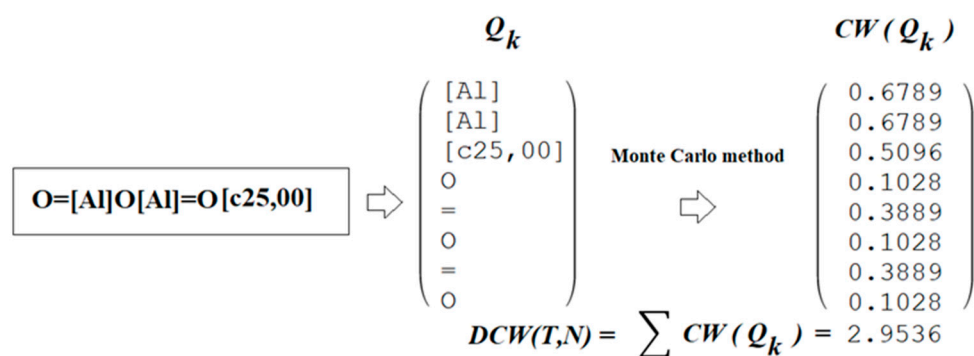 Q_k CW(Q_k)
[Al] 0.6789
[Al] 0.6789
[c25,00] 0.5096
Monte Carlo method
O 0.1028
O=[Al]O[Al]=O[c25,00]
= 0.3889
O 0.1028
= 0.3889
O 0.1028
DCW(T,N) = ∑ CW(Q_k) = 2.9536